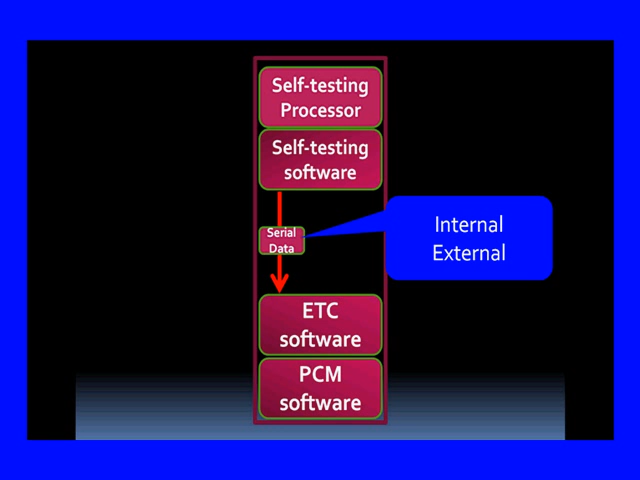 Self-testing
Processor
Self-testing
software
Serial
Data
Internal
External
ETC
software
PCM
software